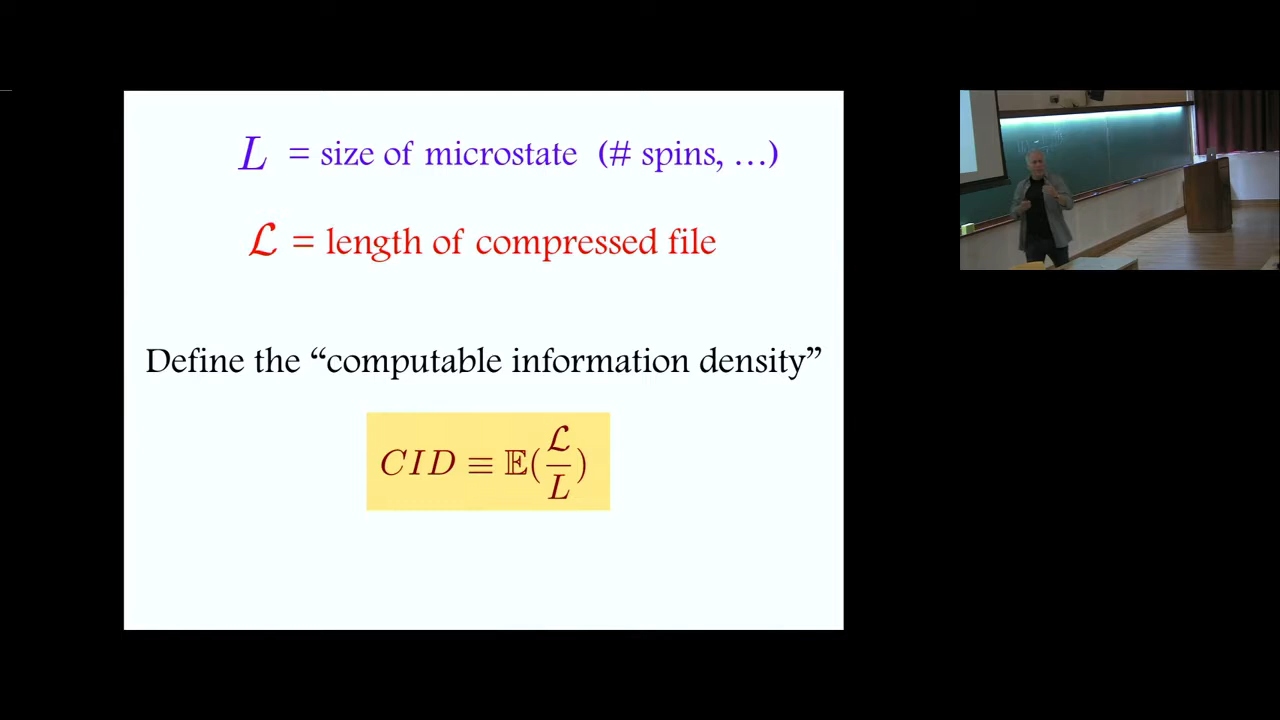 L = size of microstate (# spins, …)
ℒ = length of compressed file
Define the “computable information density”
CID ≡ 𝔼(ℒ/L)